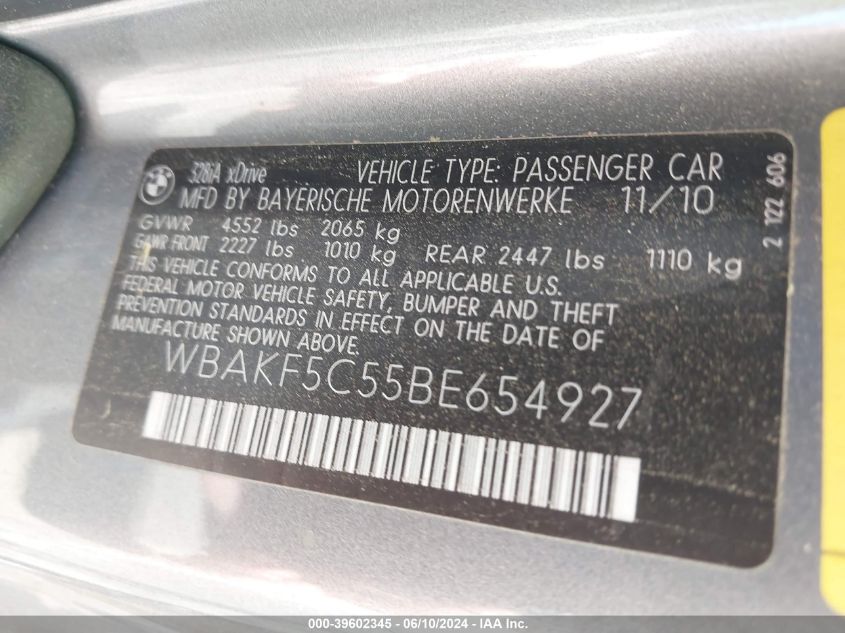 BMW
328iA xDrive VEHICLE TYPE: PASSENGER CAR
MFD BY BAYERISCHE MOTORENWERKE 11/10
GVWR 4552 lbs 2065 kg
GAWR FRONT 2227 lbs 1010 kg REAR 2447 lbs 1110 kg
THIS VEHICLE CONFORMS TO ALL APPLICABLE U.S.
FEDERAL MOTOR VEHICLE SAFETY, BUMPER AND THEFT
PREVENTION STANDARDS IN EFFECT ON THE DATE OF
MANUFACTURE SHOWN ABOVE.
WBAKF5C55BE654927
2 122 606
000-39602345 - 06/10/2024 - IAAI.COM